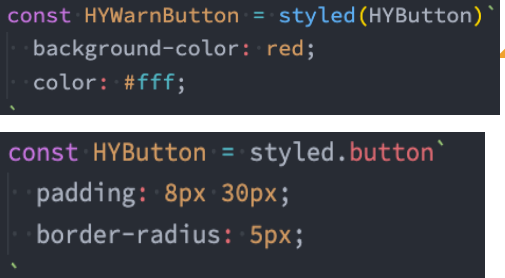 const HYWarnButton = styled(HYButton)`
background-color: red;
color: #fff;
`
const HYButton = styled.button`
padding: 8px 30px;
border-radius: 5px;
`